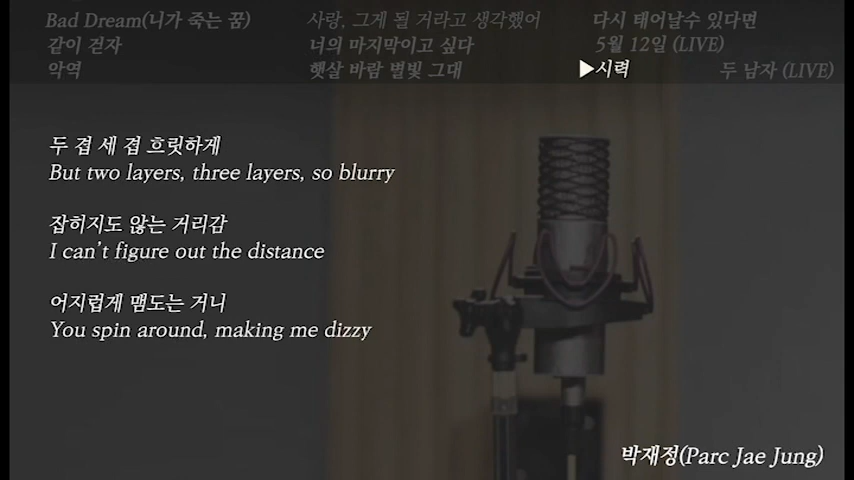 Bad Dream(니가 죽는 꿈)
사랑, 그게 될 거라고 생각했어
다시 태어날수 있다면
같이 걷자
너의 마지막이고 싶다
5월 12일 (LIVE)
악역
햇살 바람 별빛 그대
▶시력
두 남자 (LIVE)
두 겹 세 겹 흐릿하게
But two layers, three layers, so blurry
잡히지도 않는 거리감
I can't figure out the distance
어지럽게 맴도는 거니
You spin around, making me dizzy
박재정(Parc Jae Jung)